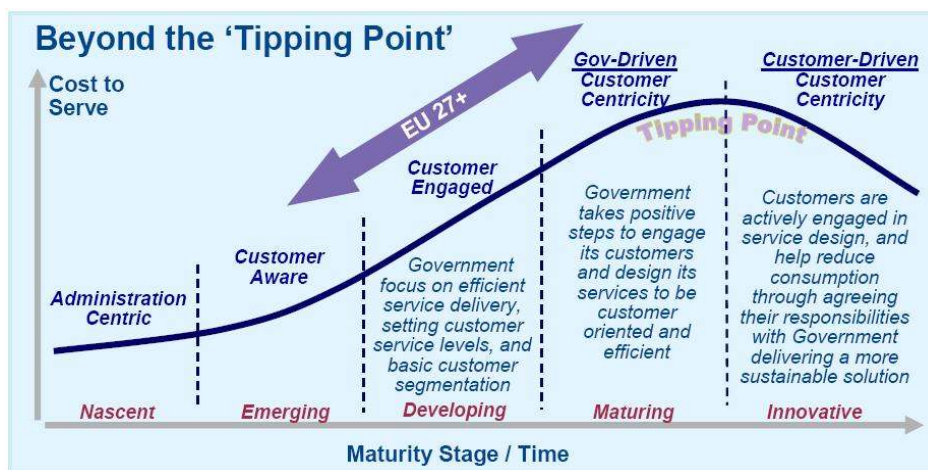 Beyond the 'Tipping Point'
Cost to
Serve
EU 27+
Gov-Driven
Customer
Centricity
Customer-Driven
Customer
Centricity
Tipping Point
Customer
Engaged
Customer
Aware
Administration
Centric
Government
focus on efficient
service delivery,
setting customer
service levels, and
basic customer
segmentation
Government
takes positive
steps to engage
its customers
and design its
services to be
customer
oriented and
efficient
Customers are
actively engaged in
service design, and
help reduce
consumption
through agreeing
their responsibilities
with Government
delivering a more
sustainable solution
Nascent
Emerging
Developing
Maturing
Innovative
Maturity Stage / Time